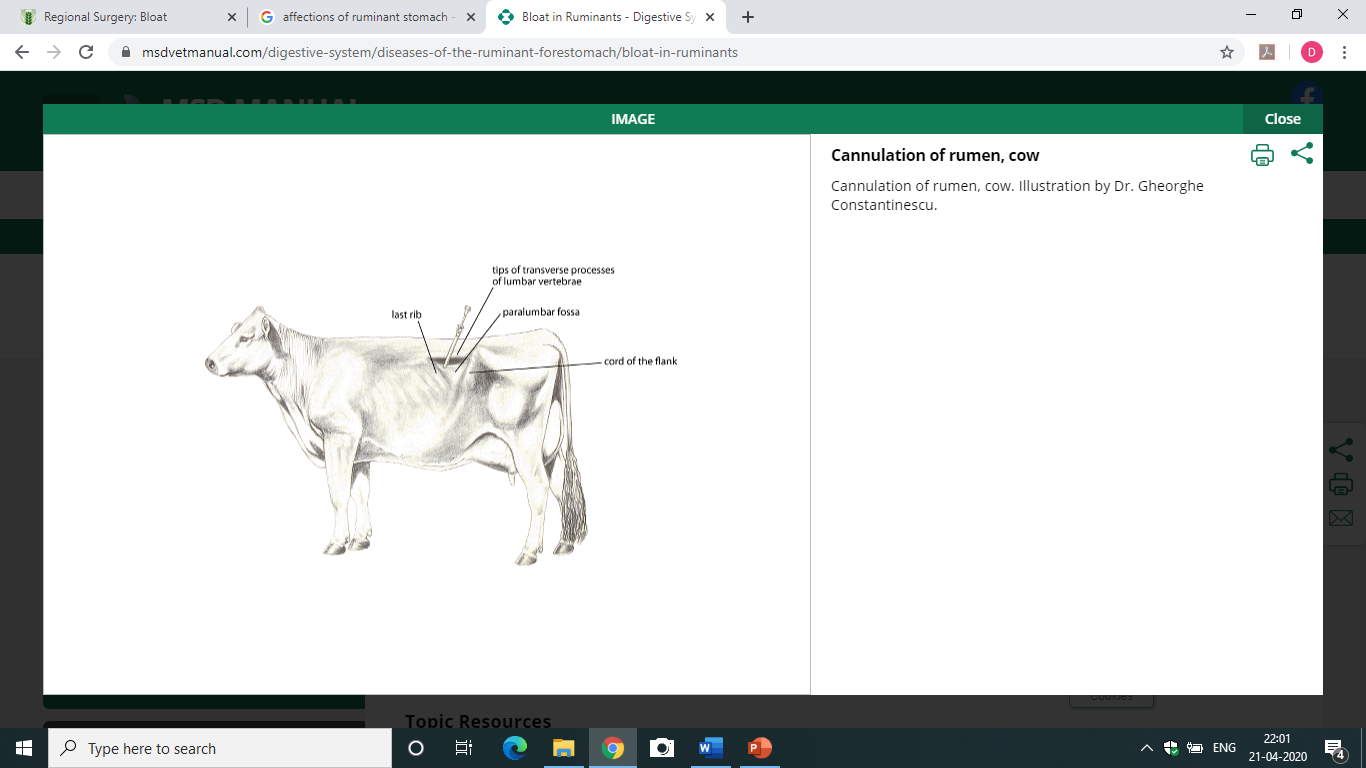 Regional Surgery: Bloat
affections of ruminant stomach -
Bloat in Ruminants - Digestive Sy
msdvetmanual.com/digestive-system/diseases-of-the-ruminant-forestomach/bloat-in-ruminants
D
MSD MANUAL
IMAGE
Close
Cannulation of rumen, cow
Cannulation of rumen, cow. Illustration by Dr. Gheorghe
Constantinescu.
tips of transverse processes
of lumbar vertebrae
last rib
paralumbar fossa
cord of the flank
Topic Resources
Type here to search
ENG
22:01
21-04-2020
4